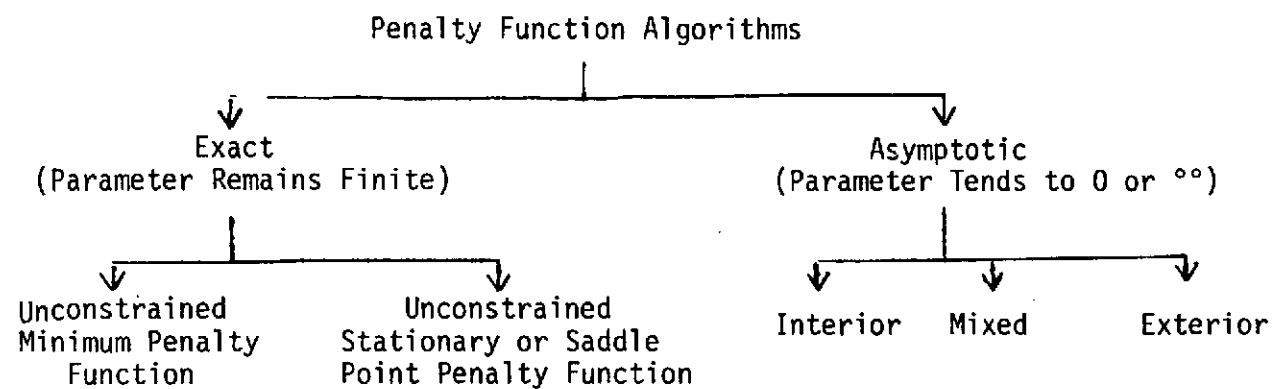 Penalty Function Algorithms
Exact
(Parameter Remains Finite)
Asymptotic
(Parameter Tends to 0 or °°)
Unconstrained
Minimum Penalty
Function
Unconstrained
Stationary or Saddle
Point Penalty Function
Interior
Mixed
Exterior